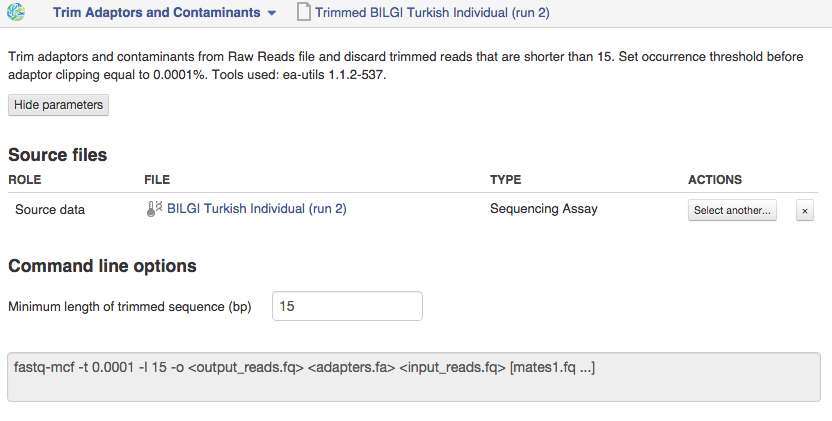 Trim Adaptors and Contaminants Trimmed BILGI Turkish Individual (run 2)
Trim adaptors and contaminants from Raw Reads file and discard trimmed reads that are shorter than 15. Set occurrence threshold before
adaptor clipping equal to 0.0001%. Tools used: ea-utils 1.1.2-537.
Hide parameters
Source files
ROLE FILE TYPE ACTIONS
Source data BILGI Turkish Individual (run 2) Sequencing Assay Select another... ×
Command line options
Minimum length of trimmed sequence (bp) 15
fastq-mcf -t 0.0001 -l 15 -o <output_reads.fq> <adapters.fa> <input_reads.fq> [mates1.fq ...]